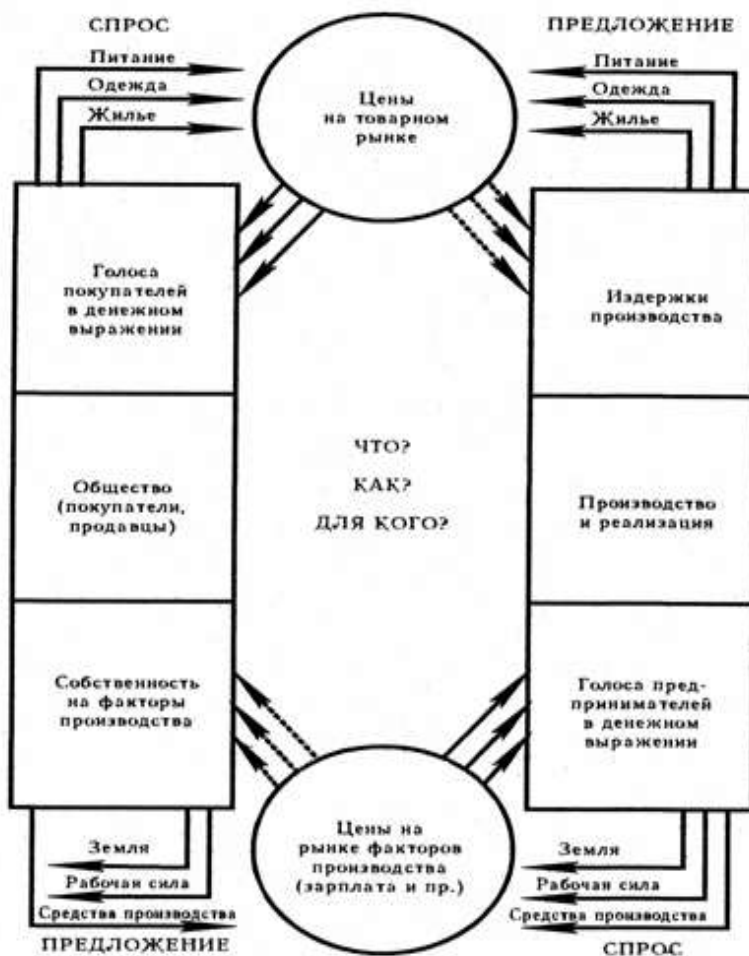 СПРОС
Питание
Одежда
Жилье
Цены
на товарном
рынке
ПРЕДЛОЖЕНИЕ
Питание
Одежда
Жилье
Голоса
покупателей
в денежном
выражении
Издержки
производства
Общество
(покупатели,
продавцы)
ЧТО?
КАК?
ДЛЯ КОГО?
Производство
и реализация
Собственность
на факторы
производства
Голоса пред-
принимателей
в денежном
выражении
Земля
Рабочая сила
Средства производства
ПРЕДЛОЖЕНИЕ
Цены на
рынке факторов
производства
(зарплата и пр.)
Земля
Рабочая сила
Средства производства
СПРОС